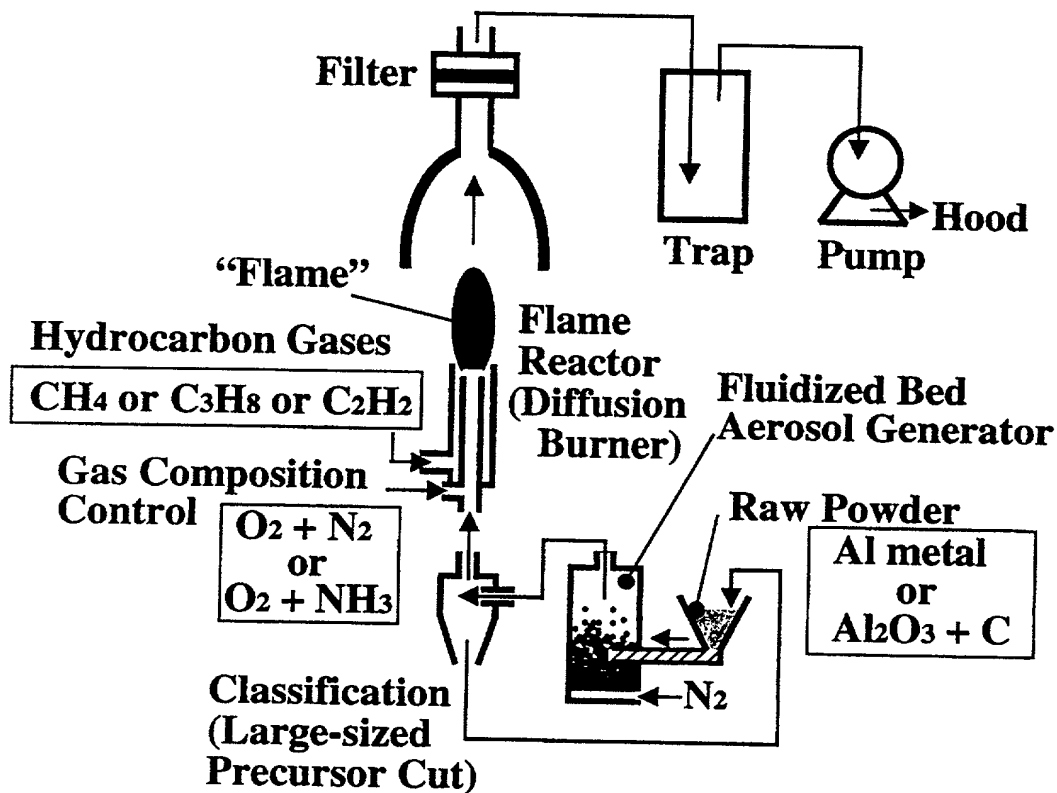 Filter
Trap
Pump
Hood
“Flame”
Flame
Reactor
(Diffusion
Burner)
Hydrocarbon Gases
CH4 or C3H8 or C2H2
Gas Composition
Control
O2 + N2
or
O2 + NH3
Fluidized Bed
Aerosol Generator
Raw Powder
Al metal
or
Al2O3 + C
N2
Classification
(Large-sized
Precursor Cut)